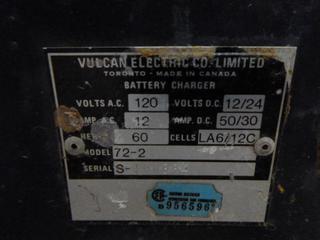 VULCAN ELECTRIC CO. LIMITED
TORONTO - MADE IN CANADA
BATTERY CHARGER
VOLTS A.C. 120 VOLTS D.C. 12/24
AMP. A.C. 12 AMP. D.C. 50/30
60 CELLS LA6/12C
MODEL 72-2
SERIAL S-
956596